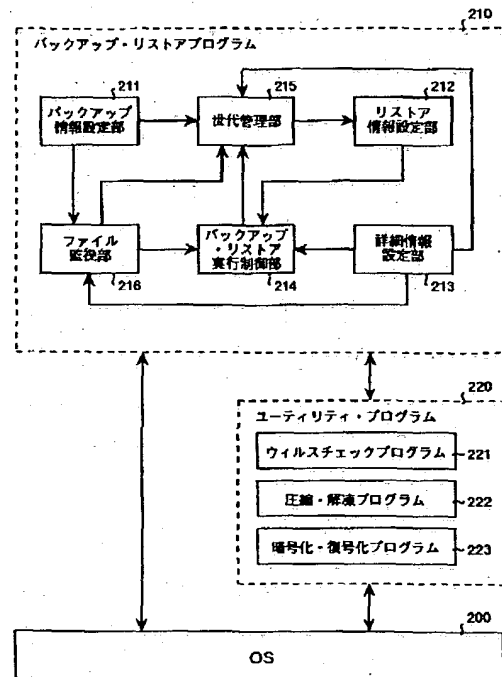 210
バックアップ・リストアプログラム
211
バックアップ
情報設定部
215
世代管理部
212
リストア
情報設定部
ファイル
監視部
216
バックアップ
・リストア
実行制御部
214
詳細情報
設定部
213
220
ユーティリティ・プログラム
ウィルスチェックプログラム
221
圧縮・解凍プログラム
222
暗号化・復号化プログラム
223
200
OS